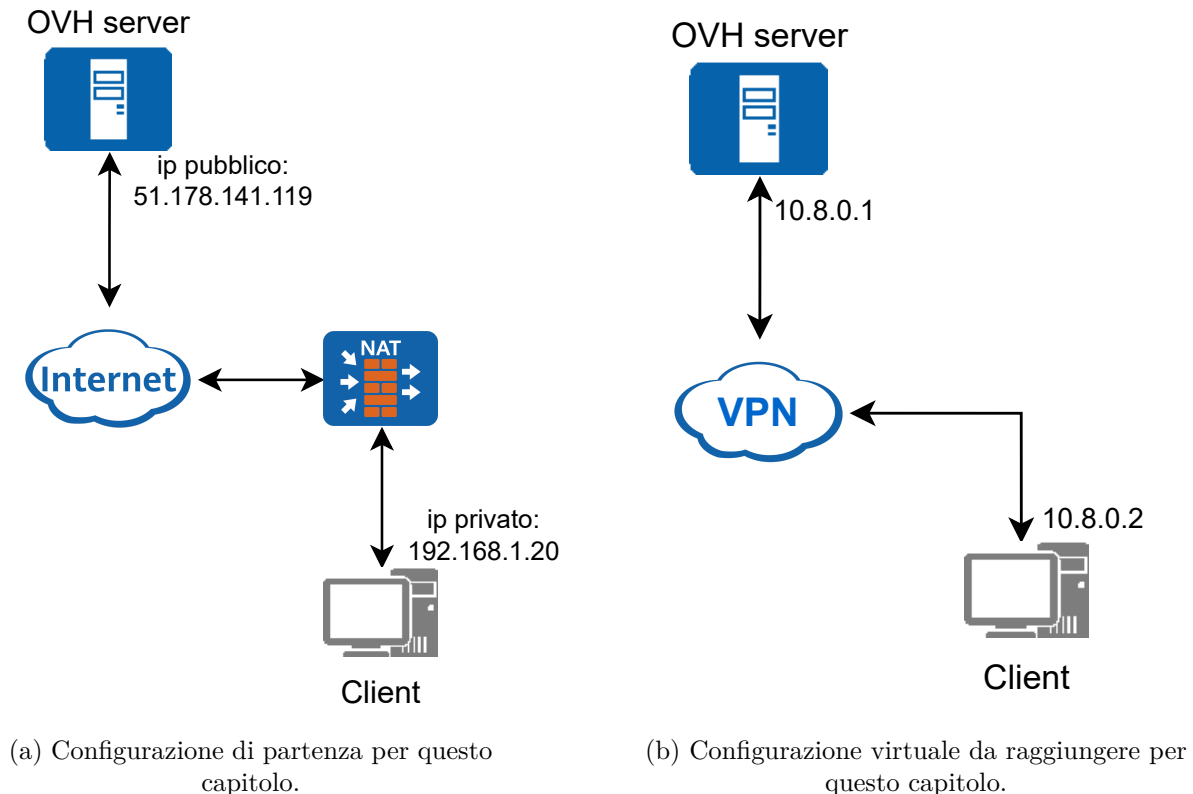 OVH server
ip pubblico:
51.178.141.119
Internet
NAT
ip privato:
192.168.1.20
Client
(a) Configurazione di partenza per questo
capitolo.
OVH server
10.8.0.1
VPN
10.8.0.2
Client
(b) Configurazione virtuale da raggiungere per
questo capitolo.